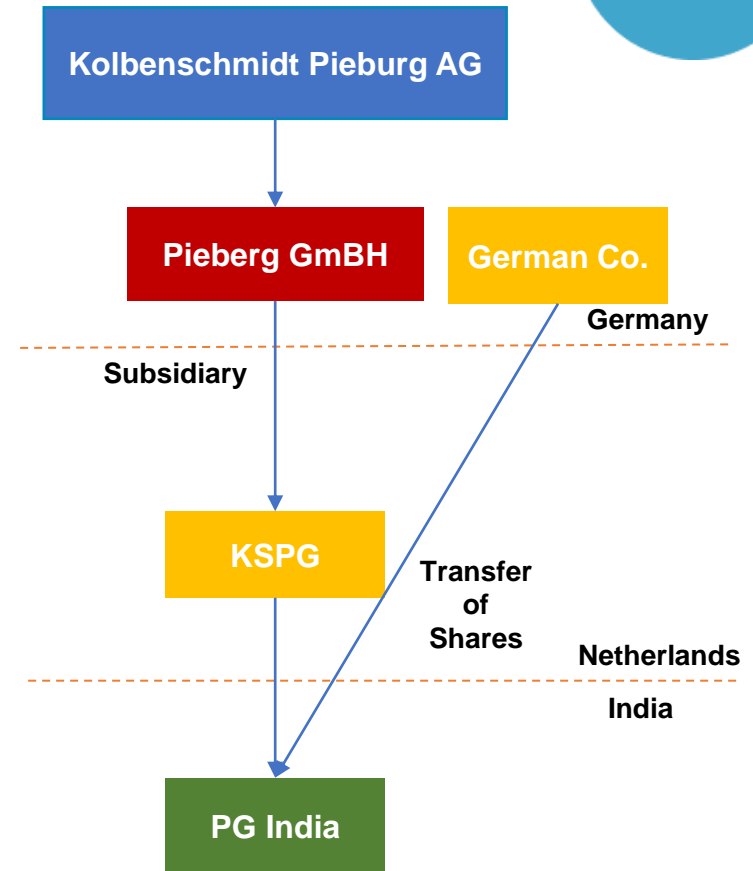 Kolbenschmidt Pieburg AG
Pieberg GmBH
German Co.
Germany
Subsidiary
KSPG
Transfer
of
Shares
Netherlands
India
PG India